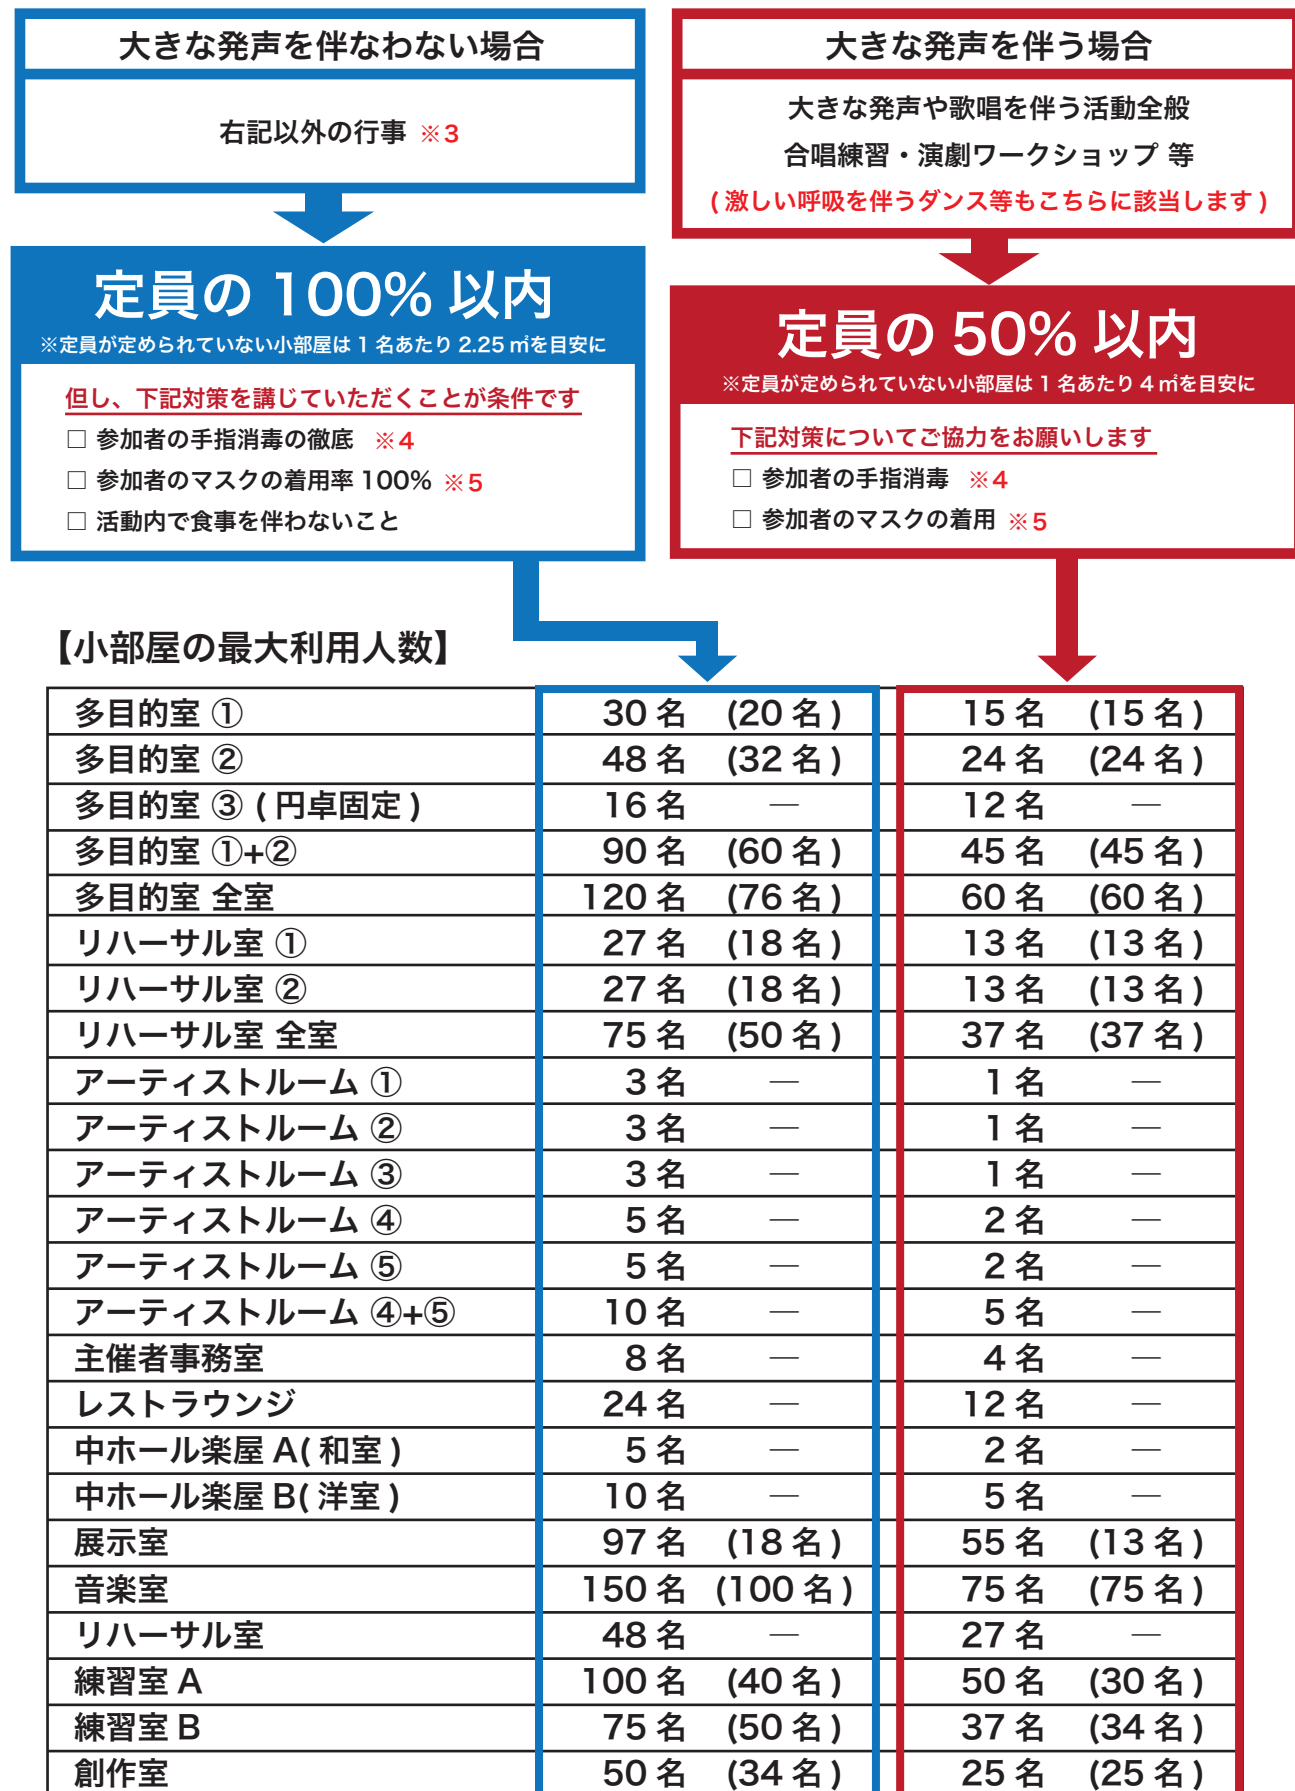 大きな発声を伴なわない場合
右記以外の行事 ※3
定員の 100% 以内
※定員が定められていない小部屋は 1 名あたり 2.25 ㎡を目安に
但し、下記対策を講じていただくことが条件です
□ 参加者の手指消毒の徹底 ※4
□ 参加者のマスクの着用率 100% ※5
□ 活動内で食事を伴わないこと
大きな発声を伴う場合
大きな発声や歌唱を伴う活動全般
合唱練習・演劇ワークショップ 等
( 激しい呼吸を伴うダンス等もこちらに該当します )
定員の 50% 以内
※定員が定められていない小部屋は 1 名あたり 4 ㎡を目安に
下記対策についてご協力をお願いします
□ 参加者の手指消毒 ※4
□ 参加者のマスクの着用 ※5
【小部屋の最大利用人数】
多目的室 ① 30 名 (20 名 ) 15 名 (15 名 )
多目的室 ② 48 名 (32 名 ) 24 名 (24 名 )
多目的室 ③ ( 円卓固定 ) 16 名 — 12 名 —
多目的室 ①+② 90 名 (60 名 ) 45 名 (45 名 )
多目的室 全室 120 名 (76 名 ) 60 名 (60 名 )
リハーサル室 ① 27 名 (18 名 ) 13 名 (13 名 )
リハーサル室 ② 27 名 (18 名 ) 13 名 (13 名 )
リハーサル室 全室 75 名 (50 名 ) 37 名 (37 名 )
アーティストルーム ① 3 名 — 1 名 —
アーティストルーム ② 3 名 — 1 名 —
アーティストルーム ③ 3 名 — 1 名 —
アーティストルーム ④ 5 名 — 2 名 —
アーティストルーム ⑤ 5 名 — 2 名 —
アーティストルーム ④+⑤ 10 名 — 5 名 —
主催者事務室 8 名 — 4 名 —
レストラウンジ 24 名 — 12 名 —
中ホール楽屋 A( 和室 ) 5 名 — 2 名 —
中ホール楽屋 B( 洋室 ) 10 名 — 5 名 —
展示室 97 名 (18 名 ) 55 名 (13 名 )
音楽室 150 名 (100 名 ) 75 名 (75 名 )
リハーサル室 48 名 — 27 名 —
練習室 A 100 名 (40 名 ) 50 名 (30 名 )
練習室 B 75 名 (50 名 ) 37 名 (34 名 )
創作室 50 名 (34 名 ) 25 名 (25 名 )